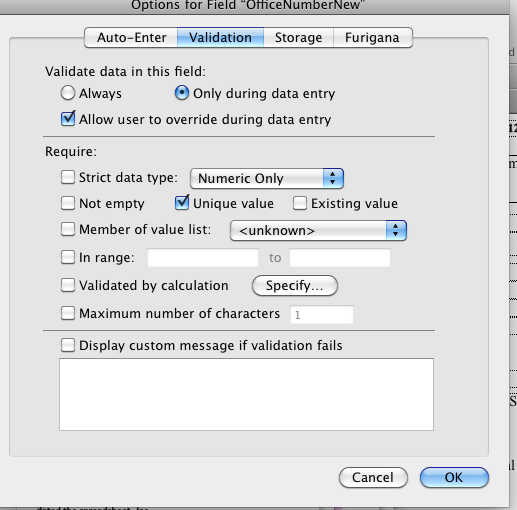 Options for Field "OfficeNumberNew"
Auto-Enter Validation Storage Furigana
Validate data in this field:
Always Only during data entry
Allow user to override during data entry
Require:
Strict data type: Numeric Only
Not empty Unique value Existing value
Member of value list: <unknown>
In range: to
Validated by calculation Specify...
Maximum number of characters 1
Display custom message if validation fails
Cancel OK